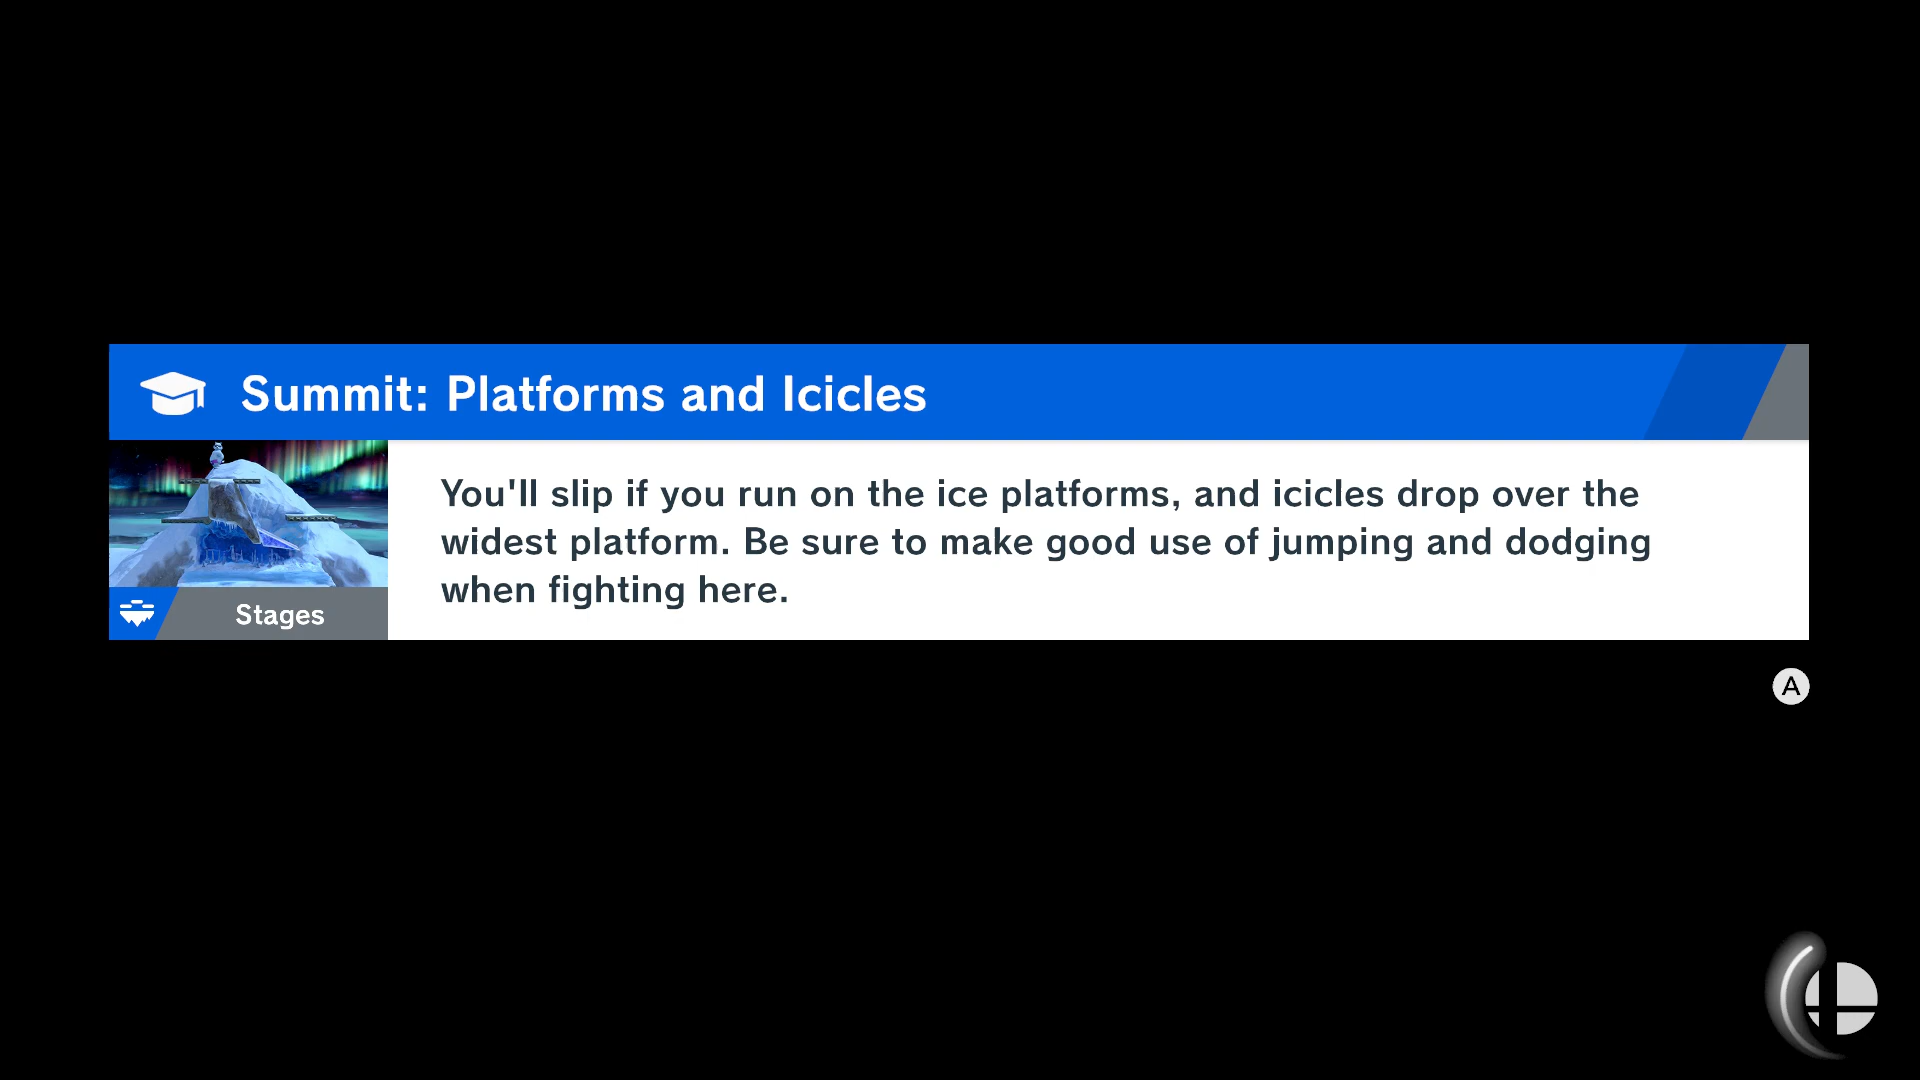 Summit: Platforms and Icicles
You'll slip if you run on the ice platforms, and icicles drop over the
widest platform. Be sure to make good use of jumping and dodging
when fighting here.
Stages
A